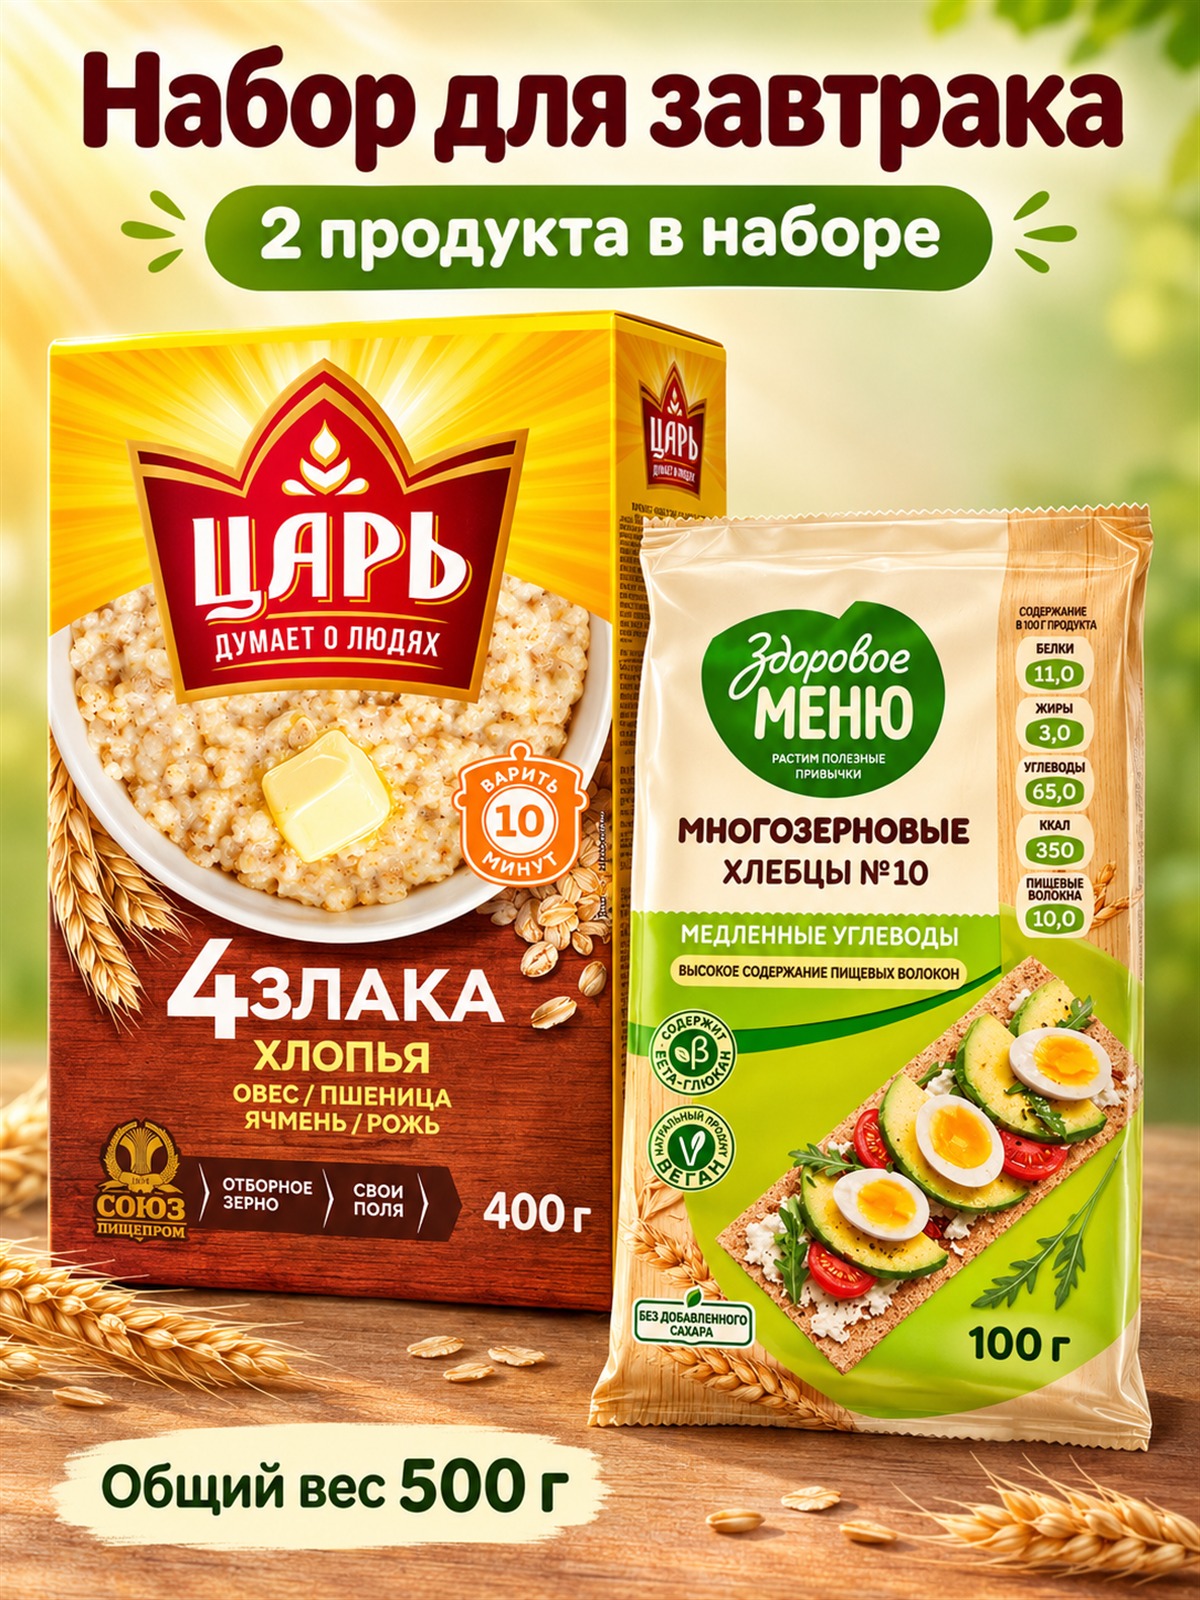 Набор для завтрака
2 продукта в наборе
ЦАРЬ
ДУМАЕТ О ЛЮДЯХ
ВАРИТЬ
10
МИНУТ
4 ЗЛАКА
ХЛОПЬЯ
ОВЕС / ПШЕНИЦА
ЯЧМЕНЬ / РОЖЬ
СОЮЗ
ПИЩЕПРОМ
ОТБОРНОЕ
ЗЕРНО
СВОИ
ПОЛЯ
400 г
ЦАРЬ
Здоровое
МЕНЮ
РАСТИМ ПОЛЕЗНЫЕ
ПРИВЫЧКИ
МНОГОЗЕРНОВЫЕ
ХЛЕБЦЫ №10
МЕДЛЕННЫЕ УГЛЕВОДЫ
ВЫСОКОЕ СОДЕРЖАНИЕ ПИЩЕВЫХ ВОЛОКОН
СОДЕРЖАНИЕ
В 100 Г ПРОДУКТА
БЕЛКИ
11,0
ЖИРЫ
3,0
УГЛЕВОДЫ
65,0
ККАЛ
350
ПИЩЕВЫЕ
ВОЛОКНА
10,0
СОДЕРЖИТ
β
БЕТА-ГЛЮКАН
НАТУРАЛЬНЫЙ ПРОДУКТ
V
ВЕГАН
БЕЗ ДОБАВЛЕННОГО
САХАРА
100 г
Общий вес 500 г